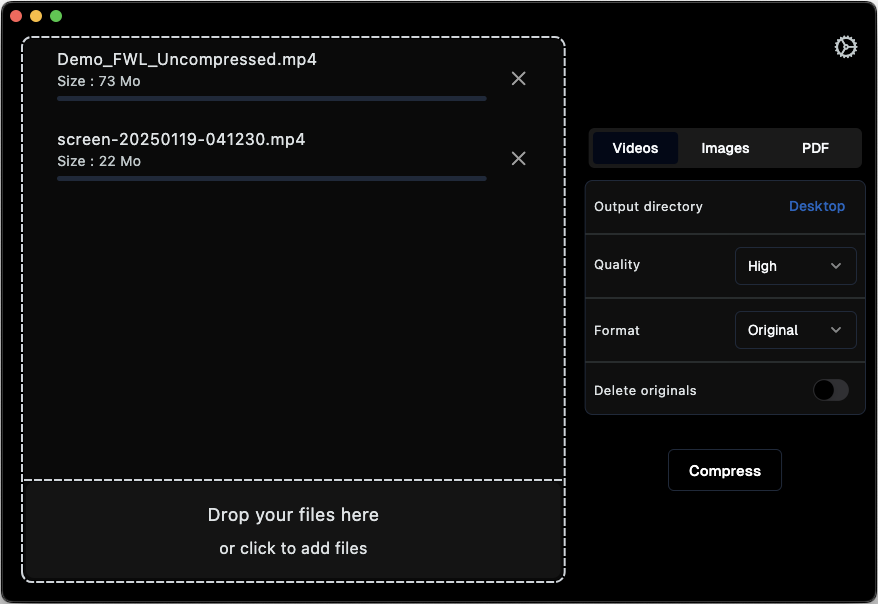 Demo_FWL_Uncompressed.mp4
Size : 73 Mo
screen-20250119-041230.mp4
Size : 22 Mo
Drop your files here
or click to add files
Videos
Images
PDF
Output directory
Desktop
Quality
High
Format
Original
Delete originals
Compress